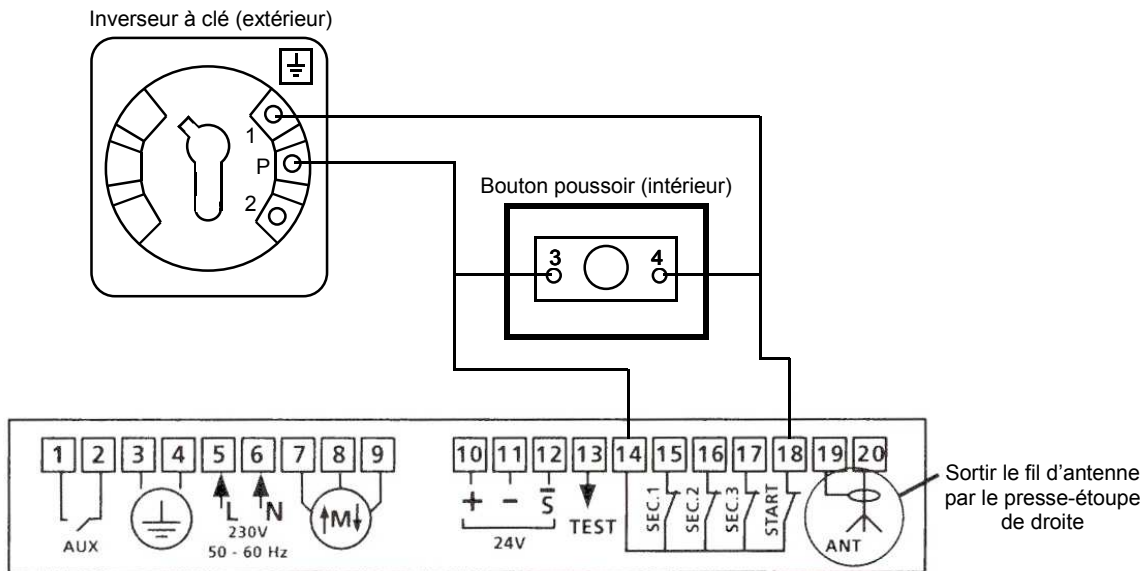 Inverseur à clé (extérieur)
1
P
2
Bouton poussoir (intérieur)
3 4
1 2 3 4 5 6 7 8 9 10 11 12 13 14 15 16 17 18 19 20
AUX
L N
230V
50 - 60 Hz
M
+ - S
24V
TEST
SEC.1
SEC.2
SEC.3
START
ANT
Sortir le fil d’antenne
par le presse-étoupe
de droite